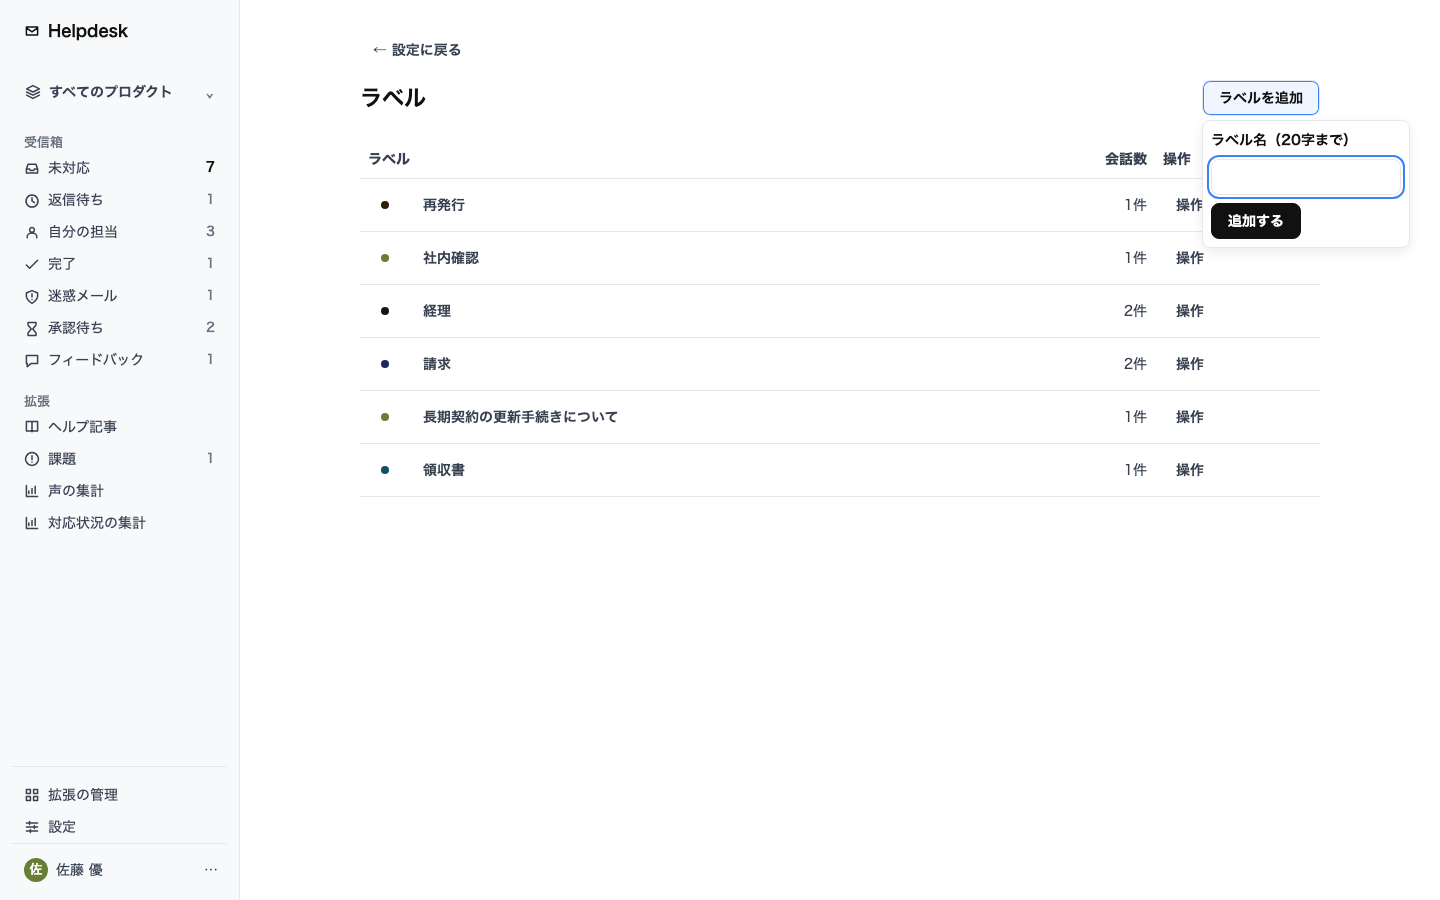 Helpdesk
すべてのプロダクト
受信箱
未対応 7
返信待ち 1
自分の担当 3
完了 1
迷惑メール 1
承認待ち 2
フィードバック 1
拡張
ヘルプ記事
課題 1
声の集計
対応状況の集計
拡張の管理
設定
佐 佐藤 優 …
← 設定に戻る
ラベル
ラベルを追加
ラベル名（20字まで）
追加する
ラベル 会話数 操作
再発行 1件 操作
社内確認 1件 操作
経理 2件 操作
請求 2件 操作
長期契約の更新手続きについて 1件 操作
領収書 1件 操作